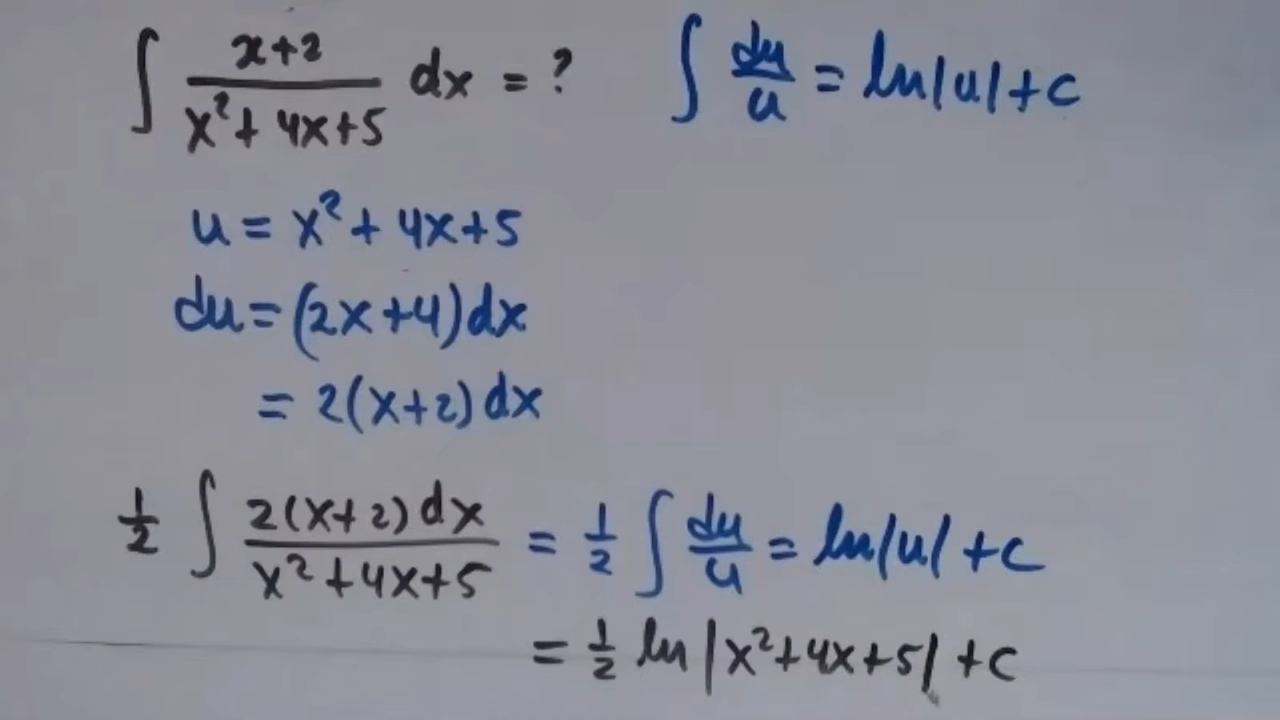 ∫ (x+2)/(x²+4x+5) dx = ? ∫ du/u = ln|u|+c
u = x²+4x+5
du = (2x+4)dx
= 2(x+2)dx
1/2 ∫ 2(x+2)dx/(x²+4x+5) = 1/2 ∫ du/u = ln|u|+c
= 1/2 ln|x²+4x+5|+c